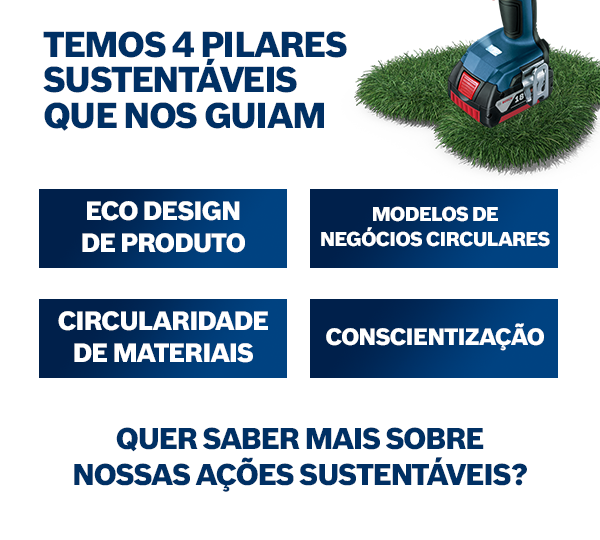 TEMOS 4 PILARES
SUSTENTÁVEIS
QUE NOS GUIAM
ECO DESIGN
DE PRODUTO
MODELOS DE
NEGÓCIOS CIRCULARES
CIRCULARIDADE
DE MATERIAIS
CONSCIENTIZAÇÃO
QUER SABER MAIS SOBRE
NOSSAS AÇÕES SUSTENTÁVEIS?